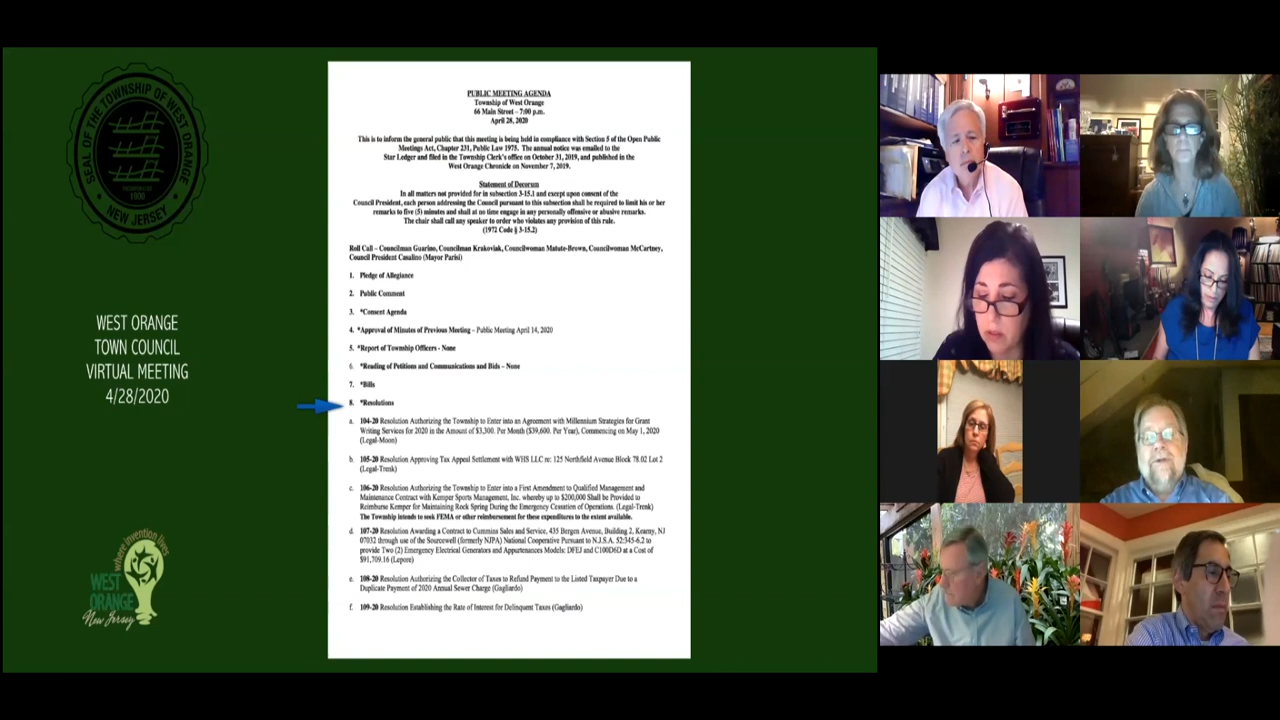 SEAL OF THE TOWNSHIP OF WEST ORANGE
NEW JERSEY
1900
WEST ORANGE
TOWN COUNCIL
VIRTUAL MEETING
4/28/2020
where invention lives
WEST
ORANGE
New Jersey
PUBLIC MEETING AGENDA
Township of West Orange
66 Main Street – 7:00 p.m.
April 28, 2020
This is to inform the general public that this meeting is being held in compliance with Section 5 of the Open Public
Meetings Act, Chapter 231, Public Law 1975. The annual notice was emailed to the
Star Ledger and filed in the Township Clerk's office on October 31, 2019, and published in the
West Orange Chronicle on November 7, 2019.
Statement of Decorum
In all matters not provided for in subsection 3-15.1 and except upon consent of the
Council President, each person addressing the Council pursuant to this subsection shall be required to limit his or her
remarks to five (5) minutes and shall at no time engage in any personally offensive or abusive remarks.
The chair shall call any speaker to order who violates any provision of this rule.
(1972 Code § 3-15.2)
Roll Call – Councilman Guarino, Councilman Krakoviak, Councilwoman Matute-Brown, Councilwoman McCartney,
Council President Casalino (Mayor Parisi)
1. Pledge of Allegiance
2. Public Comment
3. *Consent Agenda
4. *Approval of Minutes of Previous Meeting – Public Meeting April 14, 2020
5. *Report of Township Officers - None
6. *Reading of Petitions and Communications and Bids – None
7. *Bills
8. *Resolutions
a. 104-20 Resolution Authorizing the Township to Enter into an Agreement with Millennium Strategies for Grant
Writing Services for 2020 in the Amount of $3,300. Per Month ($39,600. Per Year), Commencing on May 1, 2020
(Legal-Moon)
b. 105-20 Resolution Approving Tax Appeal Settlement with WHS LLC re: 125 Northfield Avenue Block 78.02 Lot 2
(Legal-Trenk)
c. 106-20 Resolution Authorizing the Township to Enter into a First Amendment to Qualified Management and
Maintenance Contract with Kemper Sports Management, Inc. whereby up to $200,000 Shall be Provided to
Reimburse Kemper for Maintaining Rock Spring During the Emergency Cessation of Operations. (Legal-Trenk)
The Township intends to seek FEMA or other reimbursement for these expenditures to the extent available.
d. 107-20 Resolution Awarding a Contract to Cummins Sales and Service, 435 Bergen Avenue, Building 2, Kearny, NJ
07032 through use of the Sourcewell (formerly NJPA) National Cooperative Pursuant to N.J.S.A. 52:34-6.2 to
provide Two (2) Emergency Electrical Generators and Appurtenances Models: DFEJ and C100D6D at a Cost of
$91,709.16 (Lepore)
e. 108-20 Resolution Authorizing the Collector of Taxes to Refund Payment to the Listed Taxpayer Due to a
Duplicate Payment of 2020 Annual Sewer Charge (Gagliardo)
f. 109-20 Resolution Establishing the Rate of Interest for Delinquent Taxes (Gagliardo)